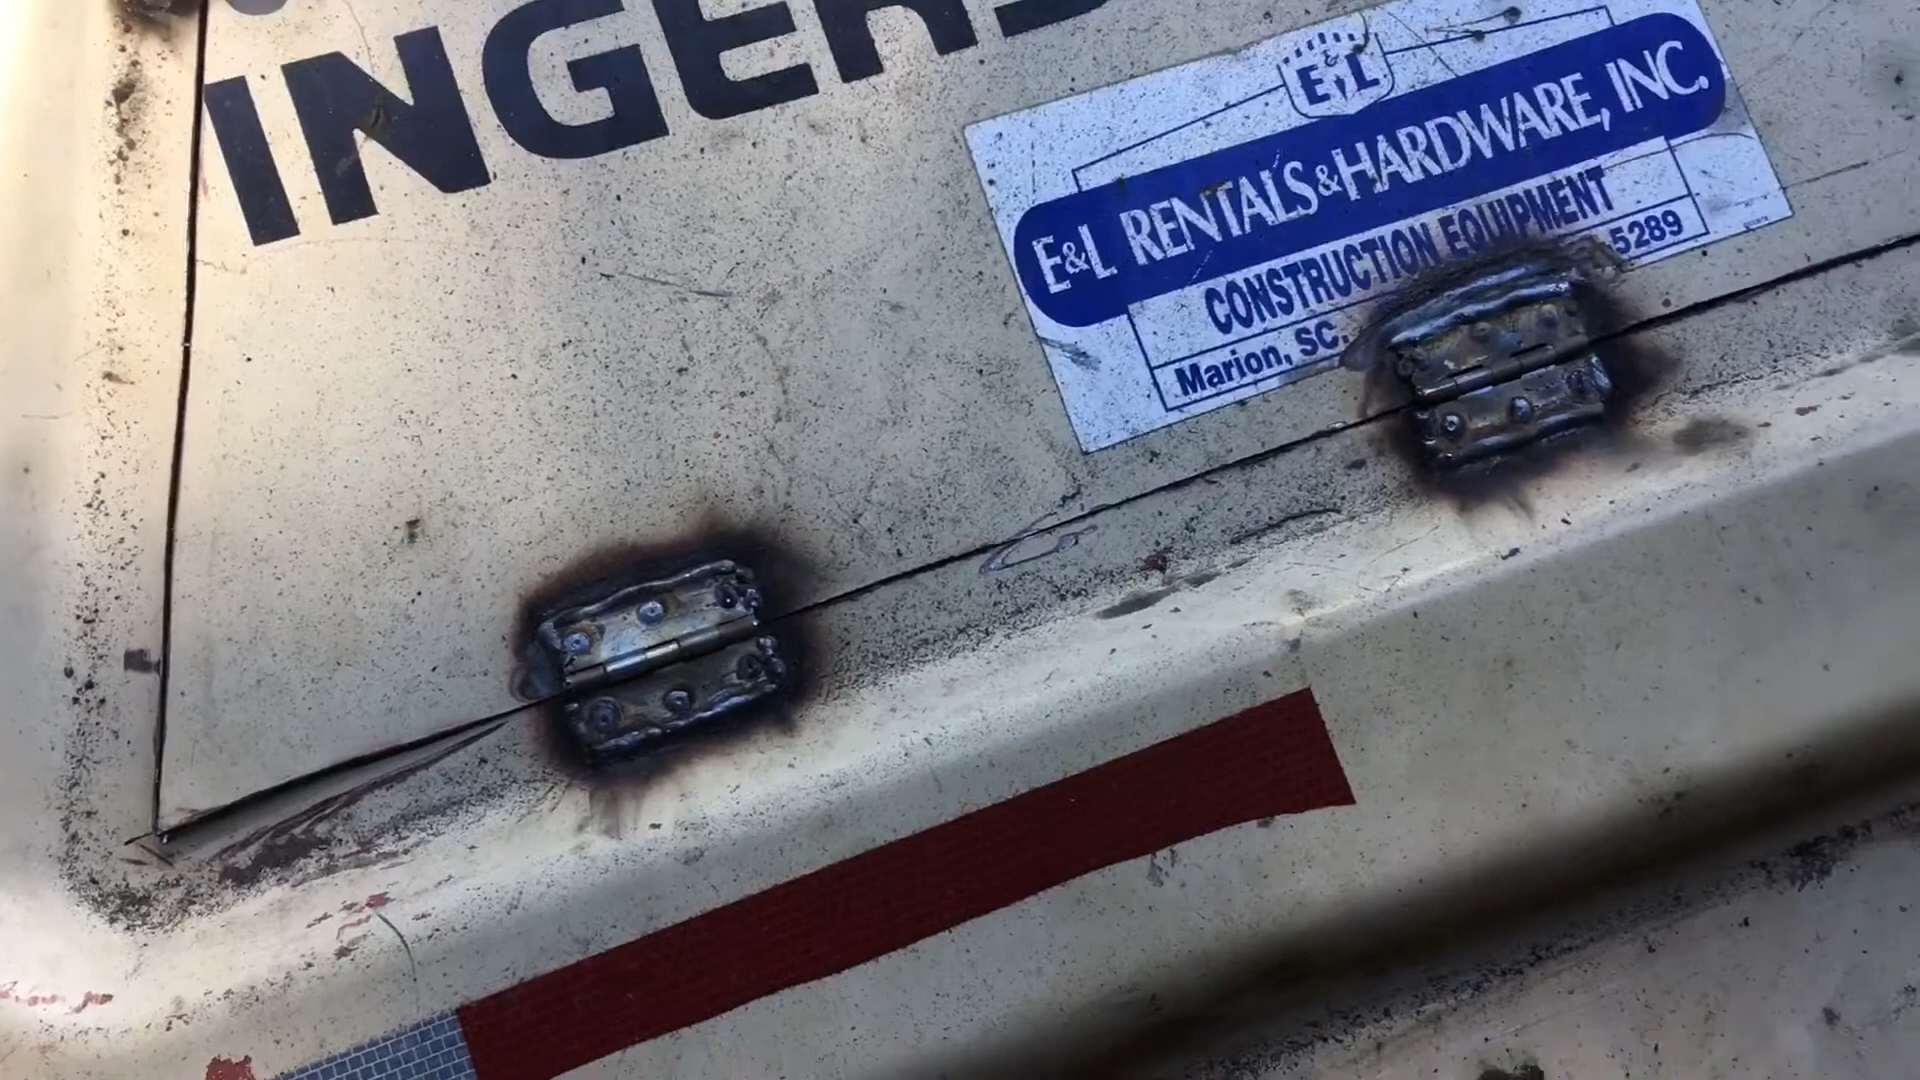 INGERS
E&L
E&L RENTALS & HARDWARE, INC.
CONSTRUCTION EQUIPMENT
Marion, SC. 5289